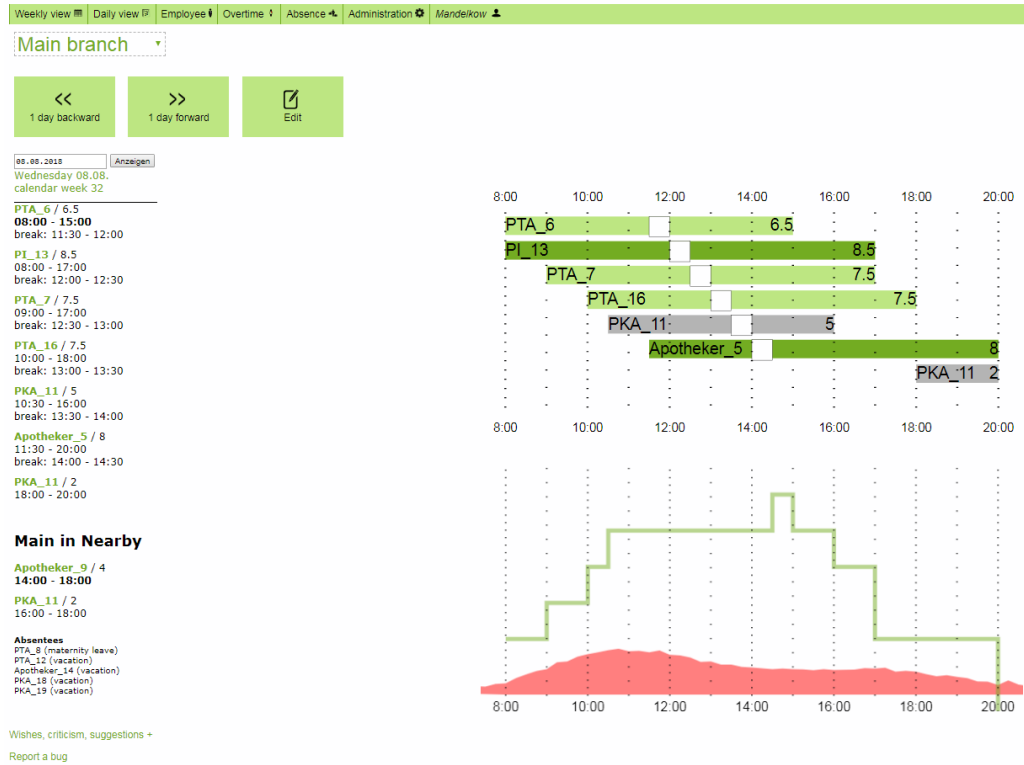 Weekly view Daily view Employee Overtime Absence Administration Mandelkow
Main branch
<< >>
1 day backward 1 day forward Edit
08.08.2018 Anzeigen
Wednesday 08.08.
calendar week 32
PTA_6 / 6.5
08:00 - 15:00
break: 11:30 - 12:00
PI_13 / 8.5
08:00 - 17:00
break: 12:00 - 12:30
PTA_7 / 7.5
09:00 - 17:00
break: 12:30 - 13:00
PTA_16 / 7.5
10:00 - 18:00
break: 13:00 - 13:30
PKA_11 / 5
10:30 - 16:00
break: 13:30 - 14:00
Apotheker_5 / 8
11:30 - 20:00
break: 14:00 - 14:30
PKA_11 / 2
18:00 - 20:00
Main in Nearby
Apotheker_9 / 4
14:00 - 18:00
PKA_11 / 2
16:00 - 18:00
Absentees
PTA_8 (maternity leave)
PTA_12 (vacation)
Apotheker_14 (vacation)
PKA_18 (vacation)
PKA_19 (vacation)
Wishes, criticism, suggestions +
Report a bug
8:00 10:00 12:00 14:00 16:00 18:00 20:00
PTA_6 6.5
PI_13 8.5
PTA_7 7.5
PTA_16 7.5
PKA_11 5
Apotheker_5 8
PKA_11 2
8:00 10:00 12:00 14:00 16:00 18:00 20:00
8:00 10:00 12:00 14:00 16:00 18:00 20:00